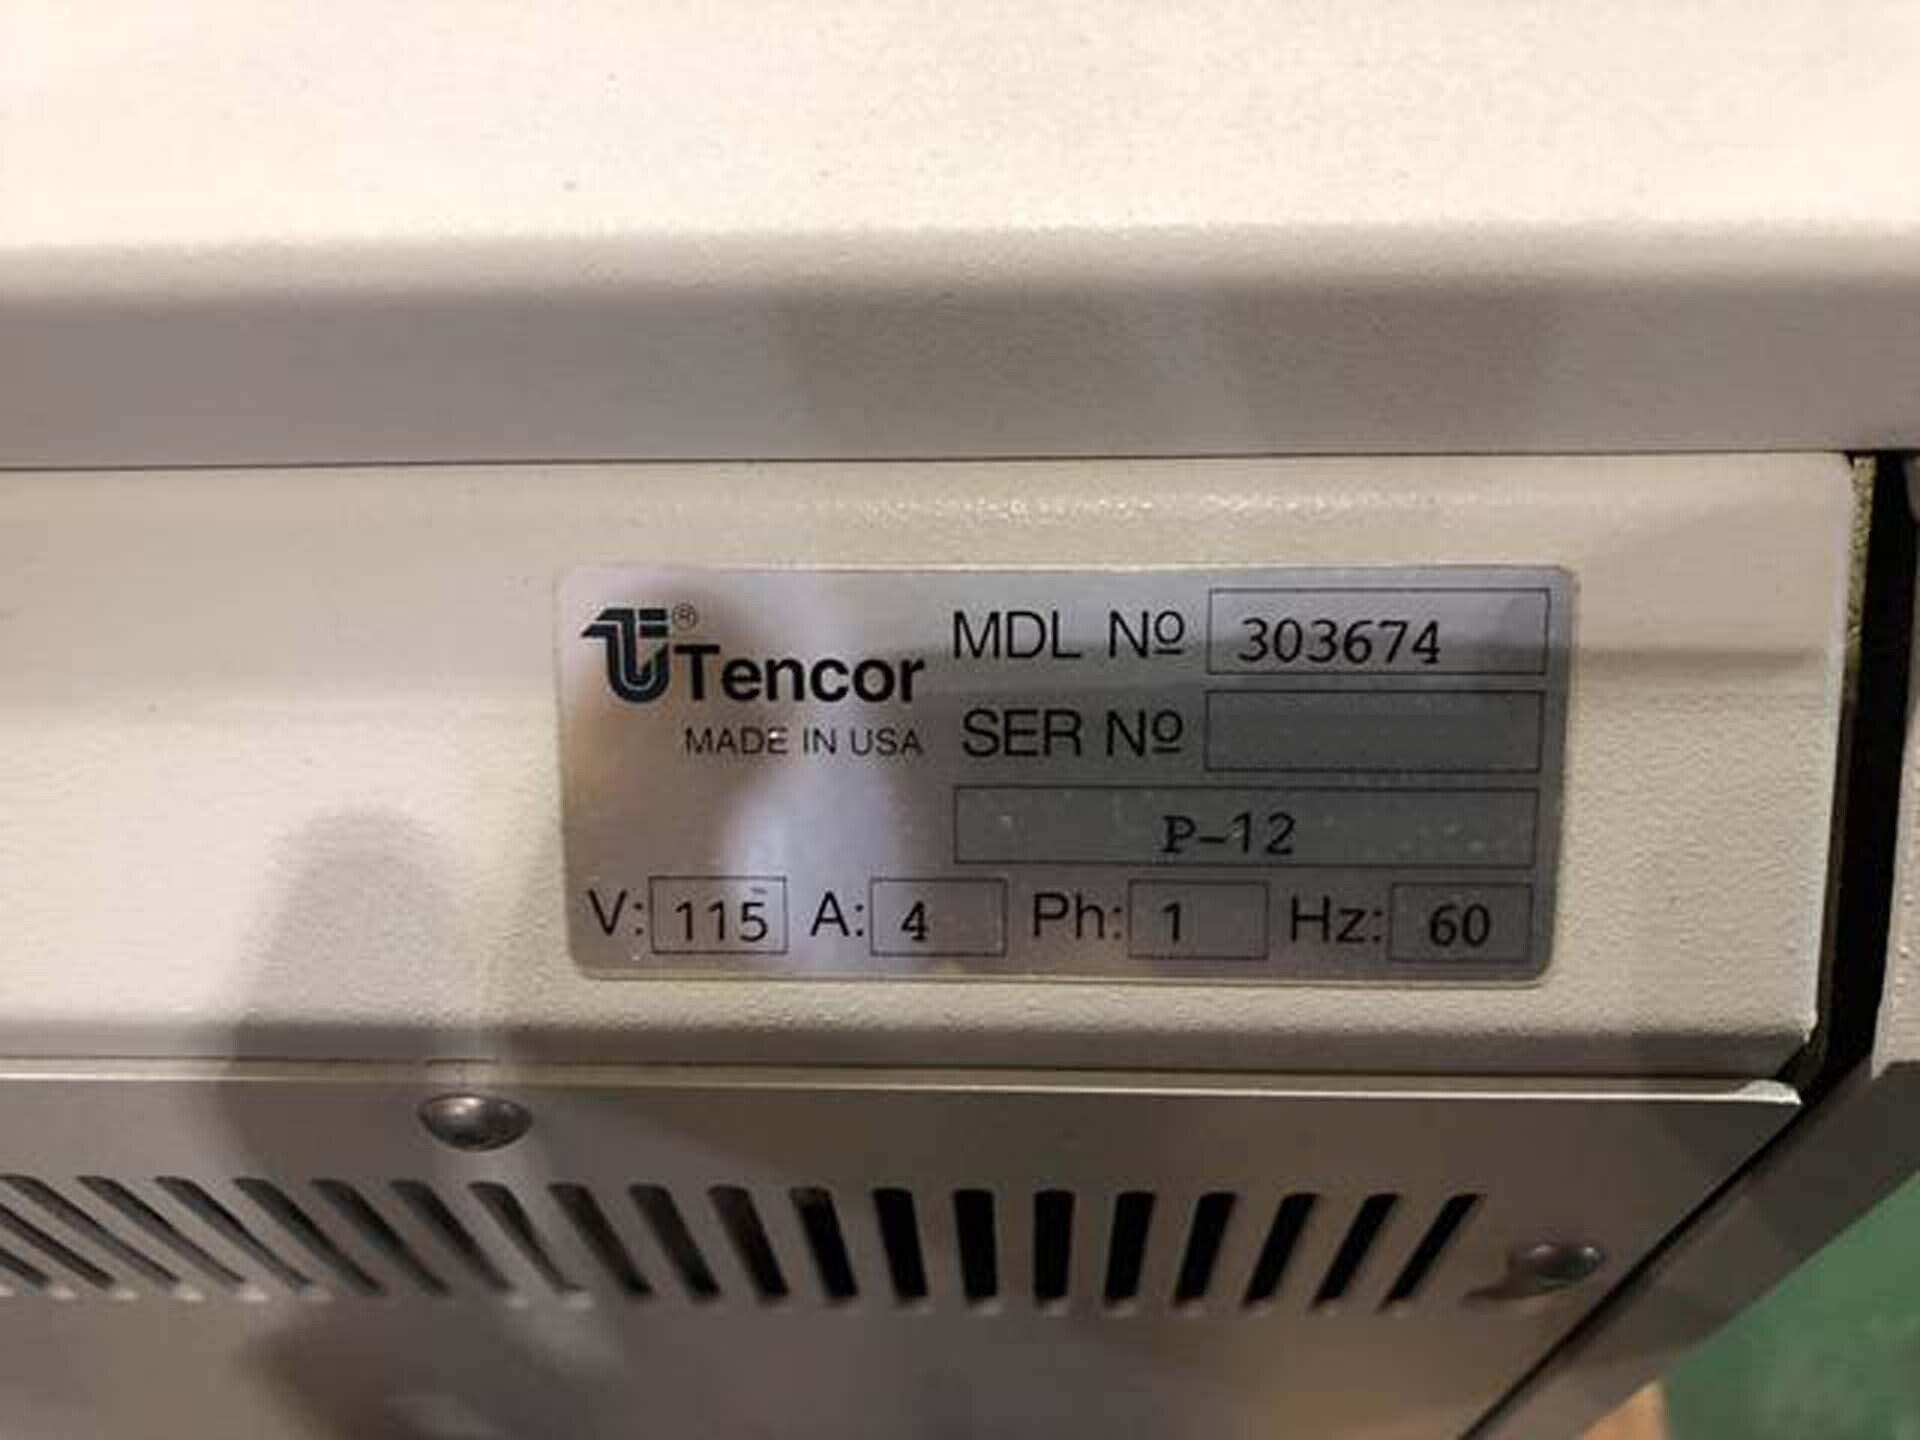 Tencor®
MADE IN USA
MDL Nº 303674
SER Nº
P-12
V: 115 A: 4 Ph: 1 Hz: 60